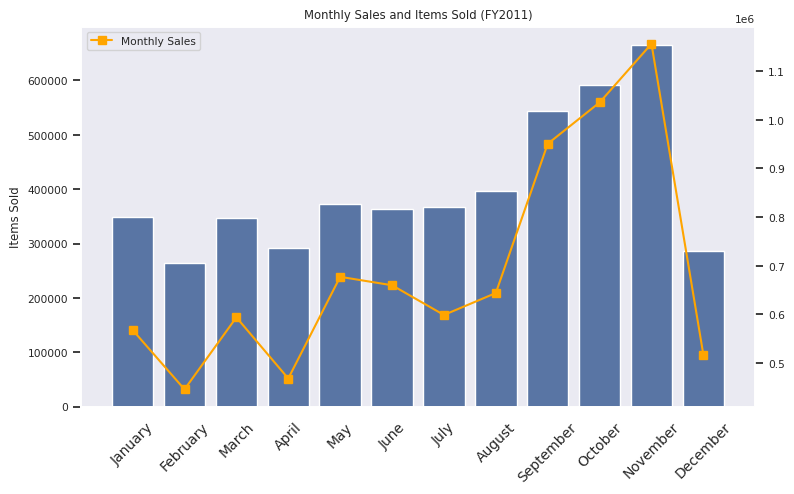 Monthly Sales and Items Sold (FY2011)
1e6
Monthly Sales
Items Sold
600000
500000
400000
300000
200000
100000
0
1.1
1.0
0.9
0.8
0.7
0.6
0.5
January
February
March
April
May
June
July
August
September
October
November
December